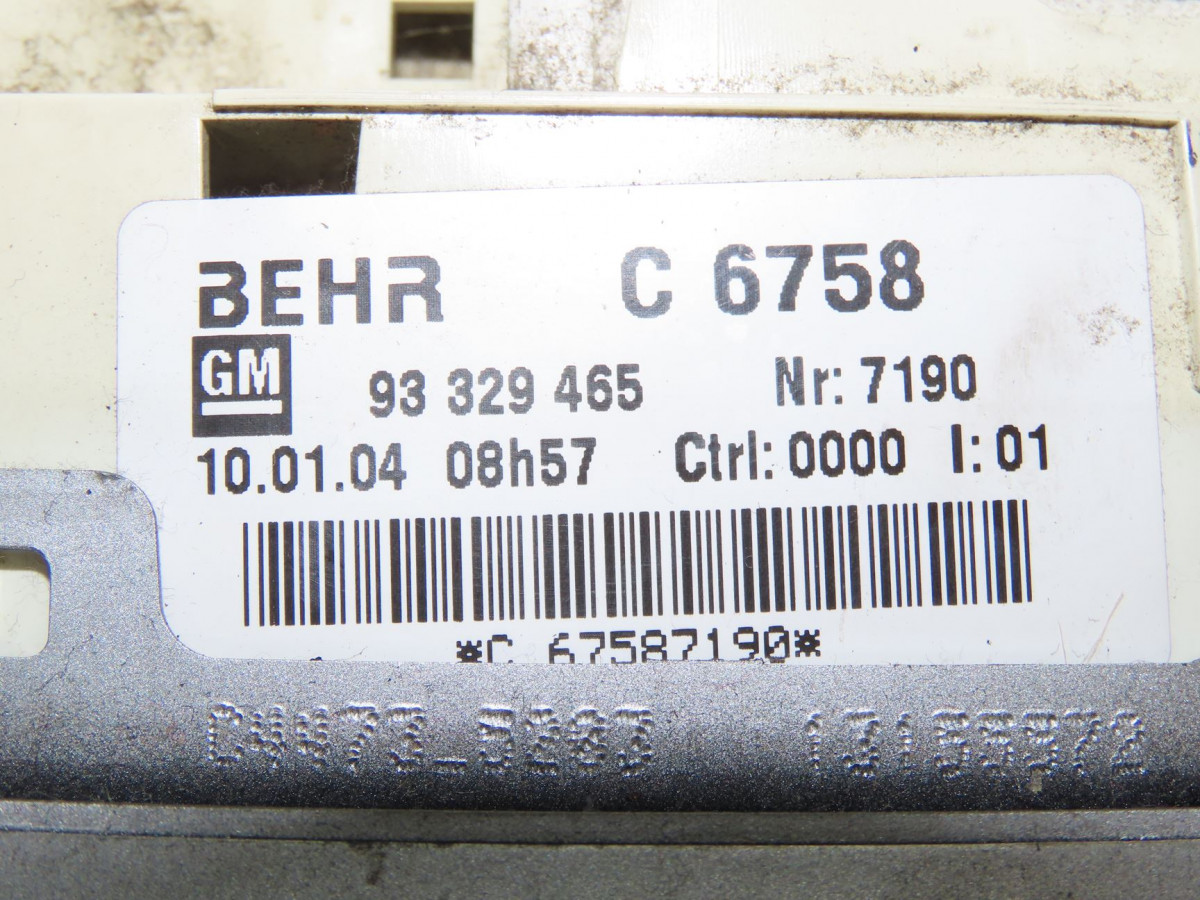 BEHR C 6758
GM 93 329 465 Nr: 7190
10.01.04 08h57 Ctrl: 0000 I: 01
*C 67587190*